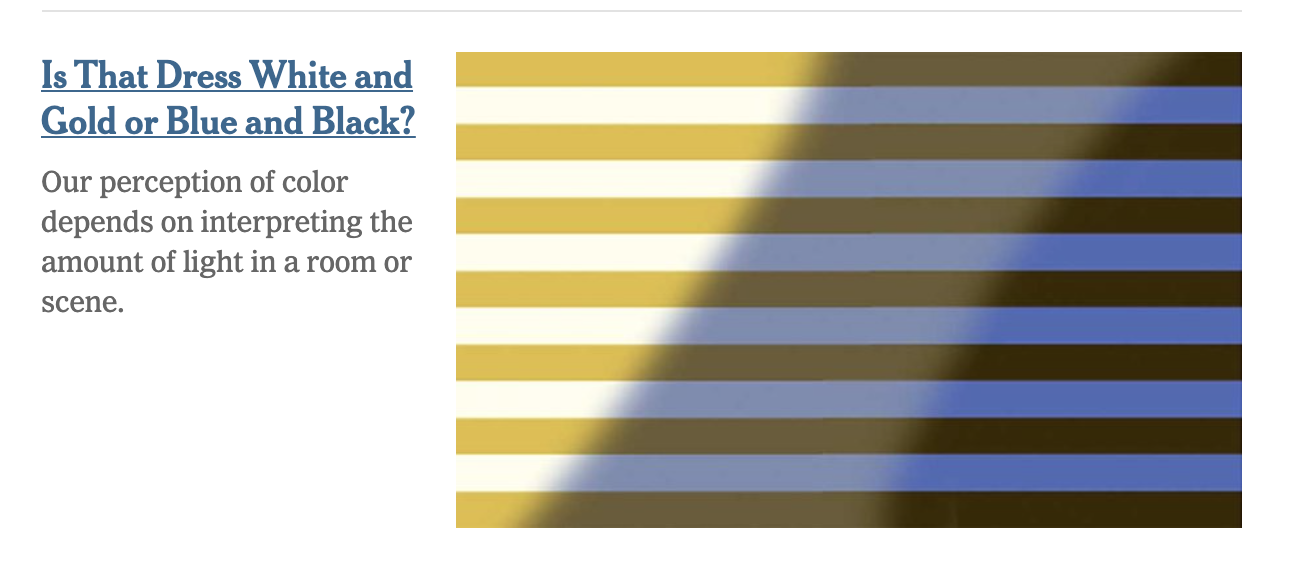 Is That Dress White and
Gold or Blue and Black?
Our perception of color
depends on interpreting the
amount of light in a room or
scene.